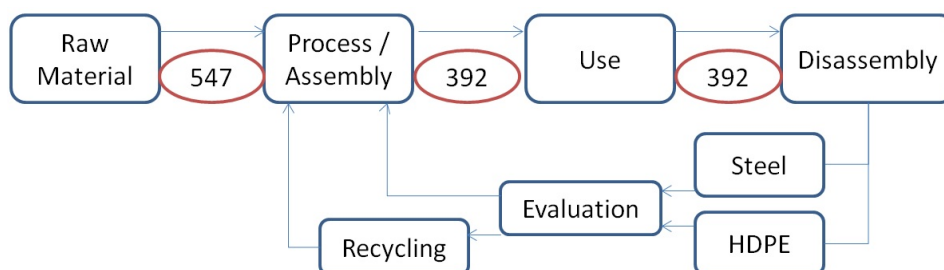 Raw
Material
547
Process /
Assembly
392
Use
392
Disassembly
Steel
Evaluation
HDPE
Recycling